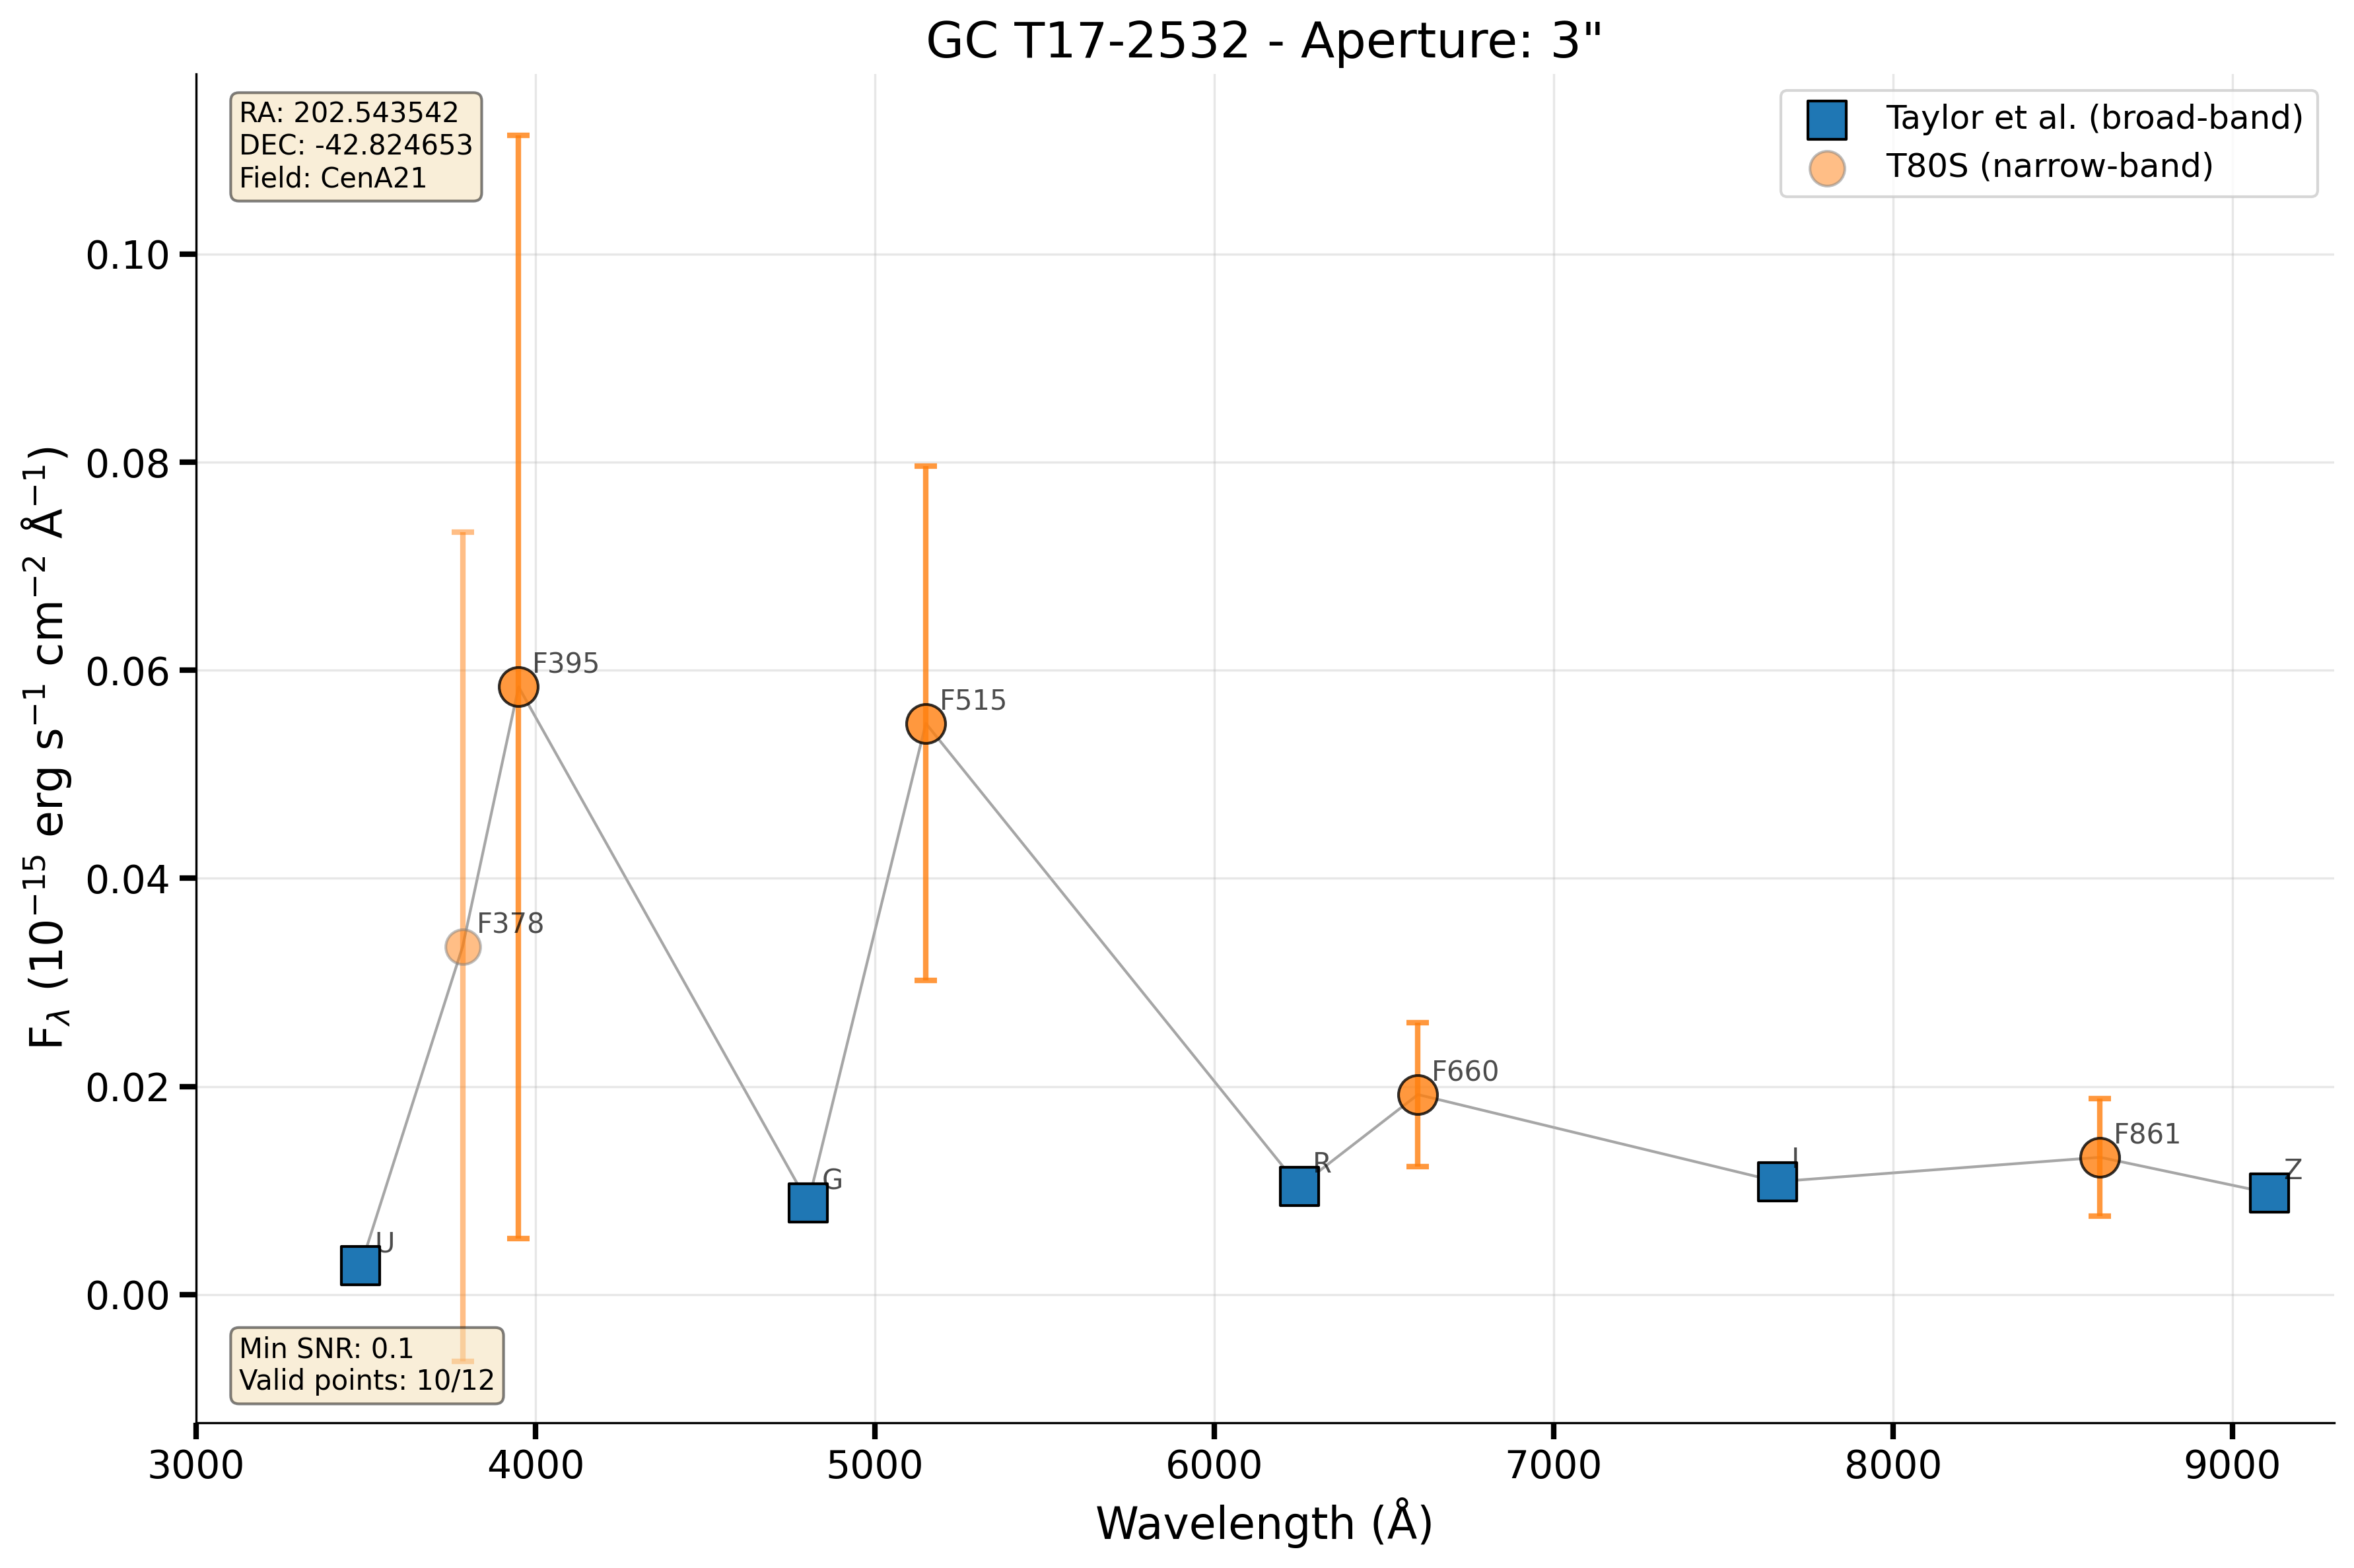 GC T17-2532 - Aperture: 3"
RA: 202.543542
DEC: -42.824653
Field: CenA21
Taylor et al. (broad-band)
T80S (narrow-band)
F_λ (10⁻¹⁵ erg s⁻¹ cm⁻² Å⁻¹)
0.10
0.08
0.06
0.04
0.02
0.00
F395
F515
F378
F660
F861
U
G
R
I
Z
Min SNR: 0.1
Valid points: 10/12
3000 4000 5000 6000 7000 8000 9000
Wavelength (Å)